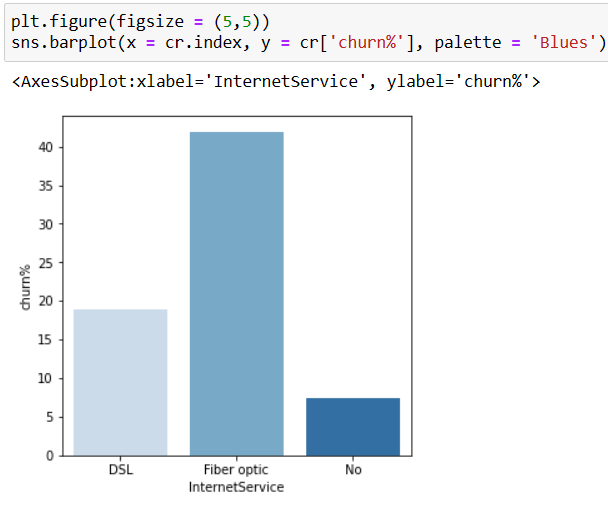 plt.figure(figsize = (5,5))
sns.barplot(x = cr.index, y = cr['churn%'], palette = 'Blues')
<AxesSubplot:xlabel='InternetService', ylabel='churn%'>
40
35
30
25
20
15
10
5
0
churn%
DSL Fiber optic No
InternetService